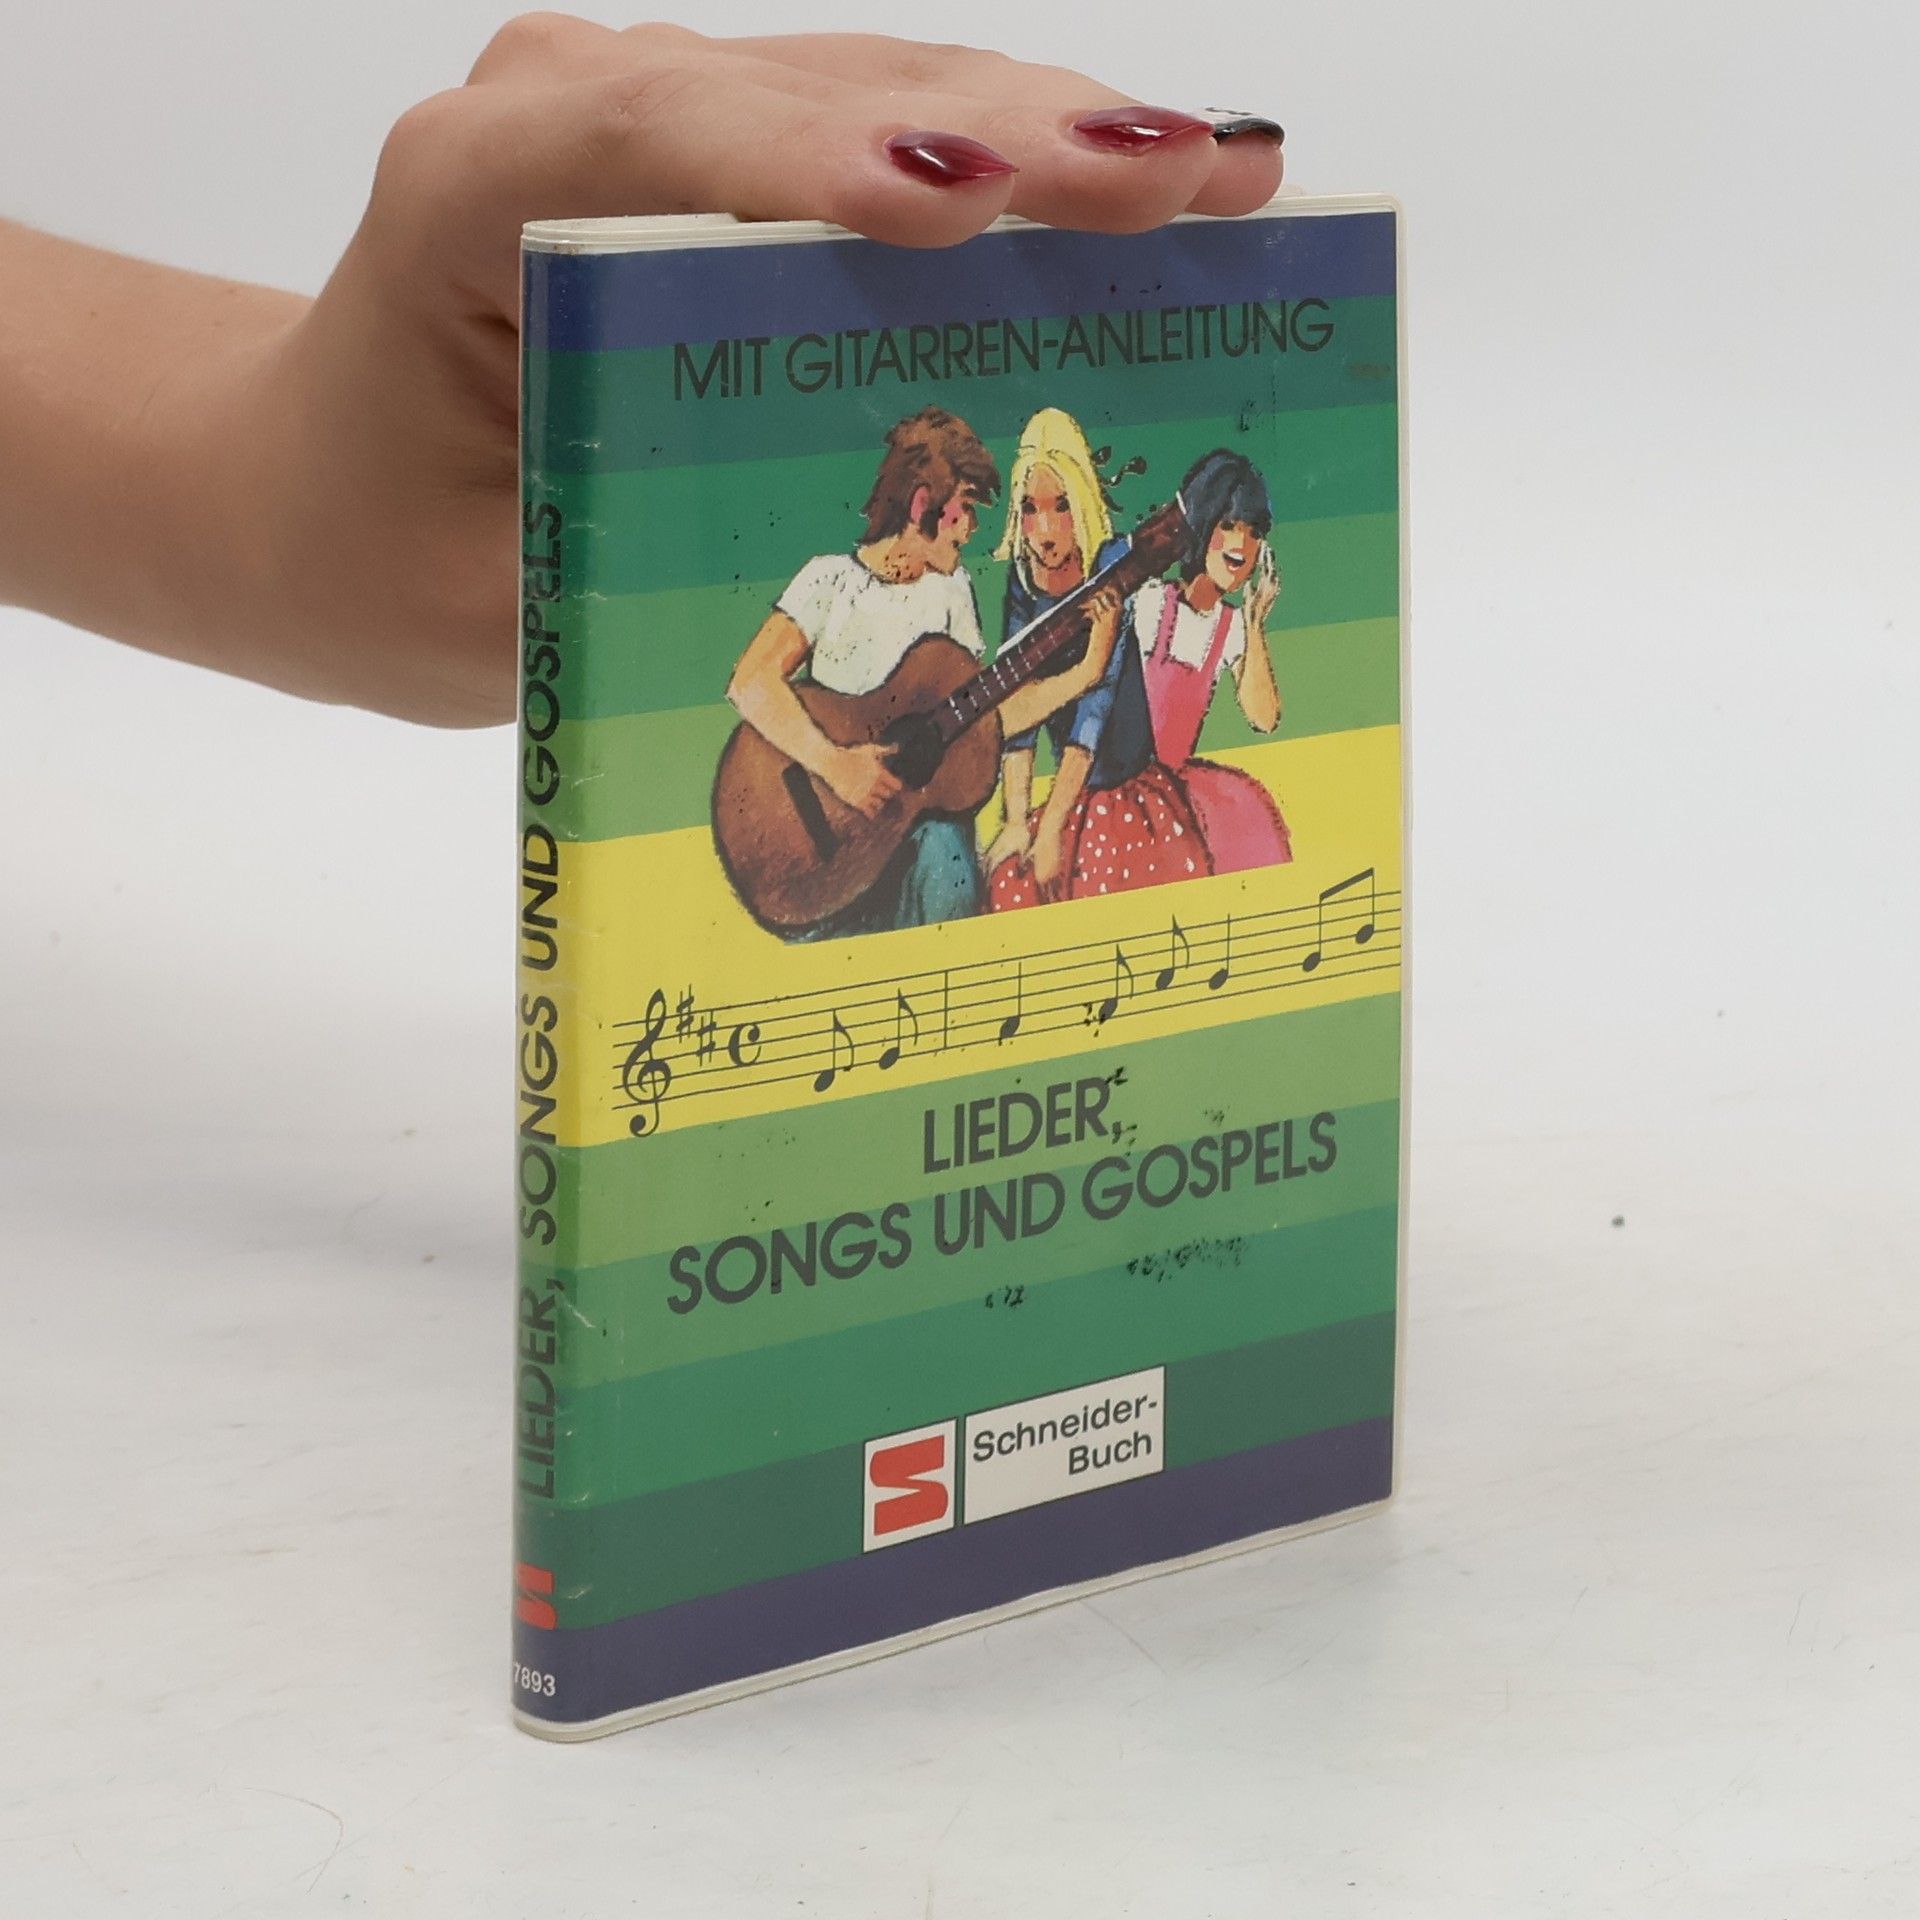 MIT GITARREN-ANLEITUNG
LIEDER,
SONGS UND GOSPELS
Schneider-
Buch
LIEDER, SONGS UND GOSPELS
7893